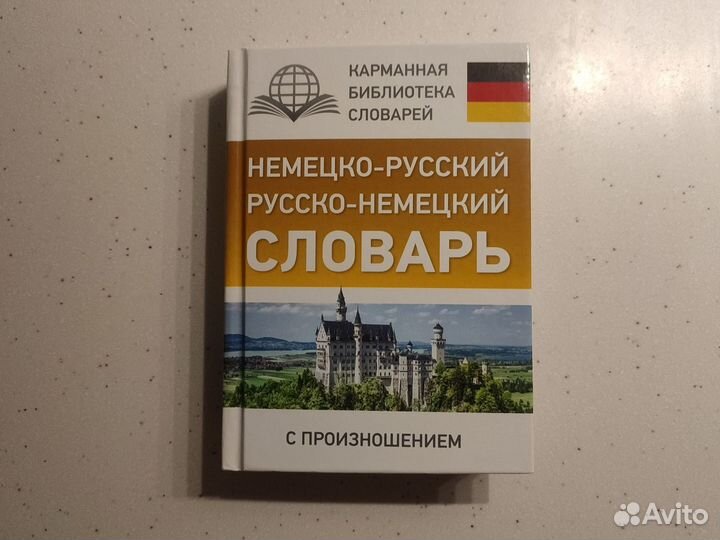 КАРМАННАЯ
БИБЛИОТЕКА
СЛОВАРЕЙ
НЕМЕЦКО-РУССКИЙ
РУССКО-НЕМЕЦКИЙ
СЛОВАРЬ
С ПРОИЗНОШЕНИЕМ
Avito